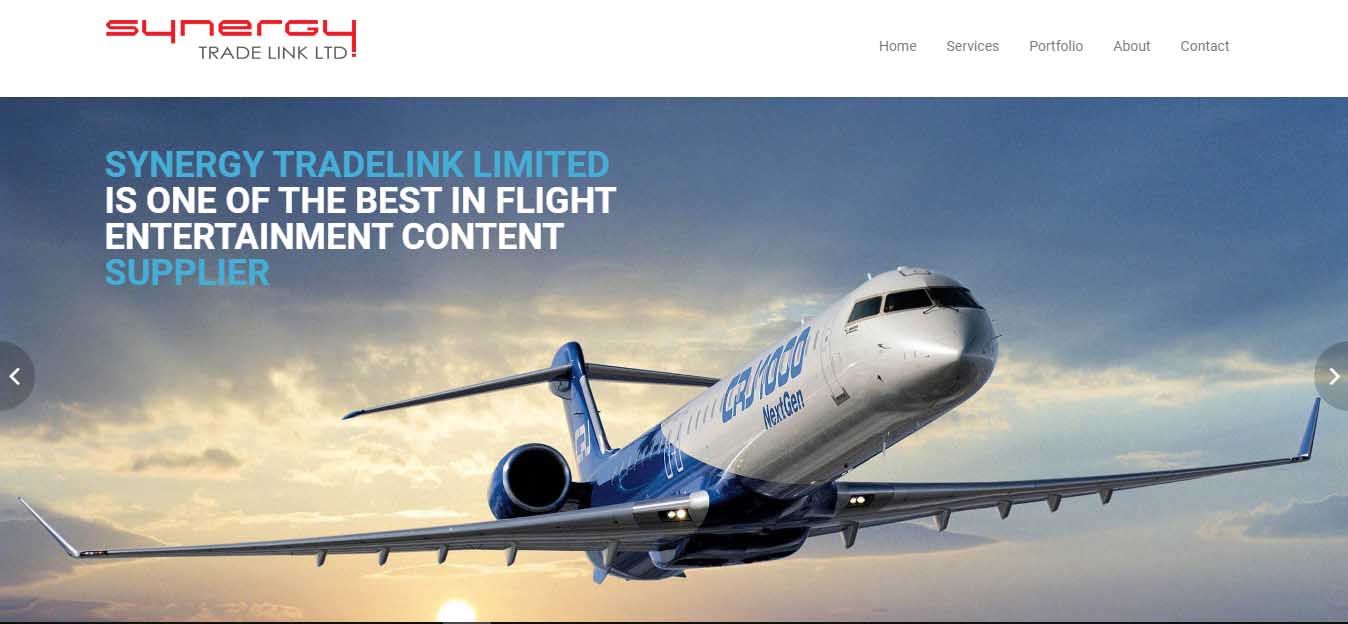 synergy
TRADE LINK LTD
Home Services Portfolio About Contact
SYNERGY TRADELINK LIMITED
IS ONE OF THE BEST IN FLIGHT
ENTERTAINMENT CONTENT
SUPPLIER
CRJ1000
NextGen
CRJ